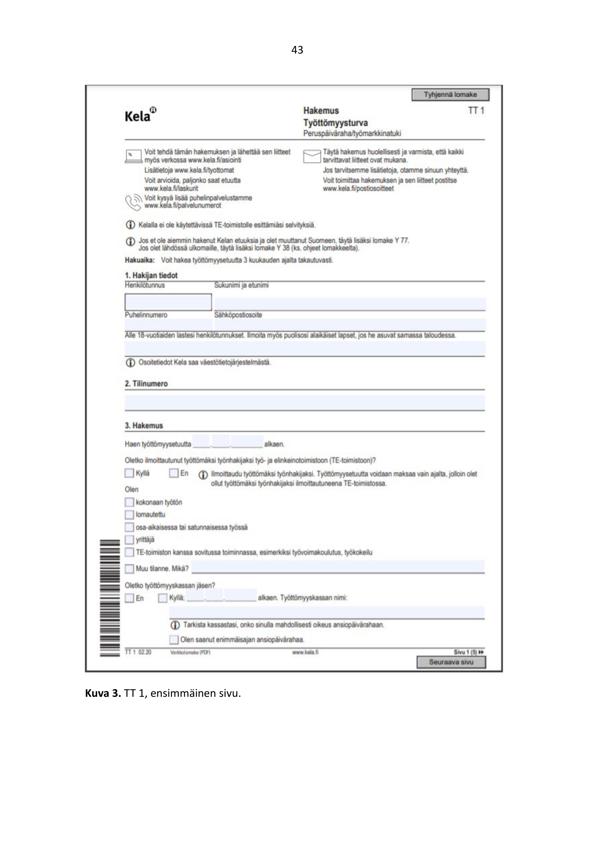 43
Tyhjennä lomake
Kela®
Hakemus
TT 1
Työttömyysturva
Peruspäiväraha/työmarkkinatuki
Voit tehdä tämän hakemuksen ja lähettää sen liitteet
myös verkossa www.kela.fi/asiointi
Lisätietoja www.kela.fi/tyottomat
Voit arvioida, paljonko saat etuutta
www.kela.fi/laskurit
Voit kysyä lisää puhelinpalvelustamme
www.kela.fi/palvelunumerot
Täytä hakemus huolellisesti ja varmista, että kaikki
tarvittavat liitteet ovat mukana.
Jos tarvitsemme lisätietoja, otamme sinuun yhteyttä.
Voit toimittaa hakemuksen ja sen liitteet postitse
www.kela.fi/postiosoitteet
Kelalla ei ole käytettävissä TE-toimistolle esittämiäsi selvityksiä.
Jos et ole aiemmin hakenut Kelan etuuksia ja olet muuttanut Suomeen, täytä lisäksi lomake Y 77.
Jos olet lähdössä ulkomaille, täytä lisäksi lomake Y 38 (ks. ohjeet lomakkeelta).
Hakuaika: Voit hakea työttömyysetuutta 3 kuukauden ajalta takautuvasti.
1. Hakijan tiedot
Henkilötunnus Sukunimi ja etunimi
Puhelinnumero Sähköpostiosoite
Alle 18-vuotiaiden lastesi henkilötunnukset. Ilmoita myös puolisosi alaikäiset lapset, jos he asuvat samassa taloudessa.
Osoitetiedot Kela saa väestötietojärjestelmästä.
2. Tilinumero
3. Hakemus
Haen työttömyysetuutta alkaen.
Oletko ilmoittautunut työttömäksi työnhakijaksi työ- ja elinkeinotoimistoon (TE-toimistoon)?
Kyllä En Ilmoittaudu työttömäksi työnhakijaksi. Työttömyysetuutta voidaan maksaa vain ajalta, jolloin olet
ollut työttömäksi työnhakijaksi ilmoittautuneena TE-toimistossa.
Olen
kokonaan työtön
lomautettu
osa-aikaisessa tai satunnaisessa työssä
yrittäjä
TE-toimiston kanssa sovitussa toiminnassa, esimerkiksi työvoimakoulutus, työkokeilu
Muu tilanne. Mikä?
Oletko työttömyyskassan jäsen?
En Kyllä: alkaen. Työttömyyskassan nimi:
Tarkista kassastasi, onko sinulla mahdollisesti oikeus ansiopäivärahaan.
Olen saanut enimmäisajan ansiopäivärahaa.
TT 1 02.20 Verkkolomake (PDF) www.kela.fi Sivu 1 (5)
Seuraava sivu
Kuva 3. TT 1, ensimmäinen sivu.